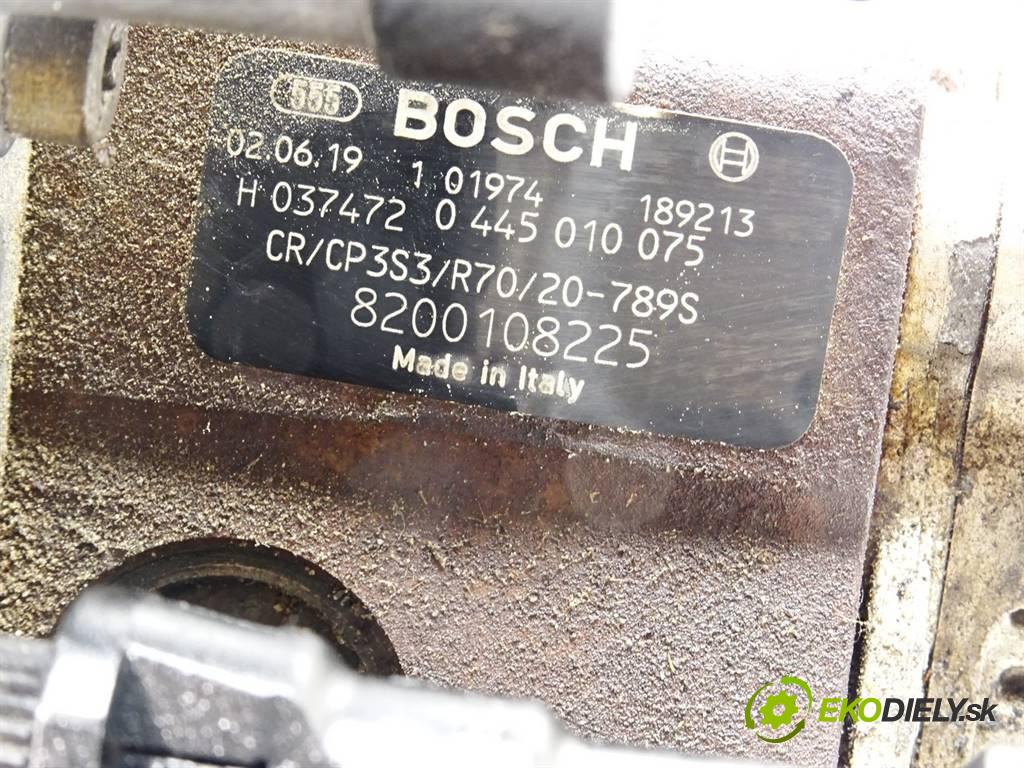 555 BOSCH
02.06.19 1 01974 189213
H 037472 0 445 010 075
CR/CP3S3/R70/20-789S
8200108225
Made in Italy
EKODIELY.sk